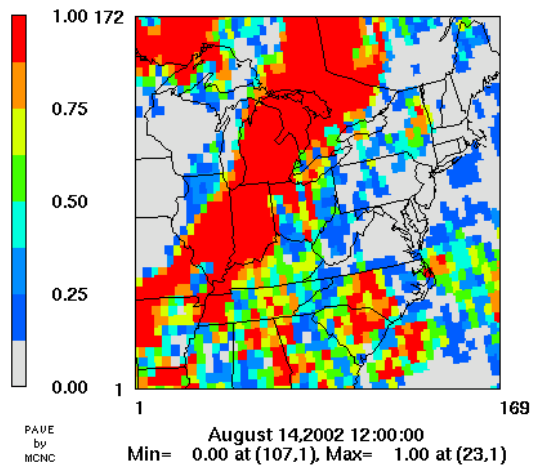 1.00
172
0.75
0.50
0.25
0.00
1
1
169
PAVE
by
MCNC
August 14,2002 12:00:00
Min= 0.00 at (107,1), Max= 1.00 at (23,1)